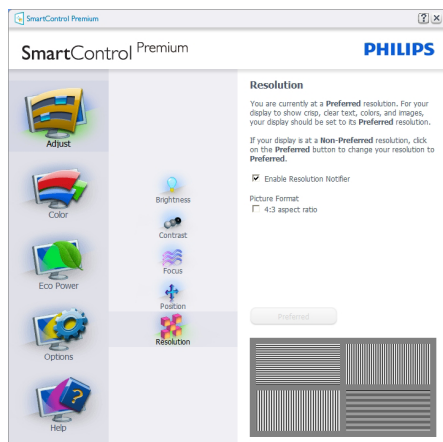 SmartControl Premium
SmartControl Premium
PHILIPS
Adjust
Color
Eco Power
Options
Help
Brightness
Contrast
Focus
Position
Resolution
Resolution
You are currently at a Preferred resolution. For your
display to show crisp, clear text, colors, and images,
your display should be set to its Preferred resolution.
If your display is at a Non-Preferred resolution, click
on the Preferred button to change your resolution to
Preferred.
Enable Resolution Notifier
Picture Format
4:3 aspect ratio
Preferred